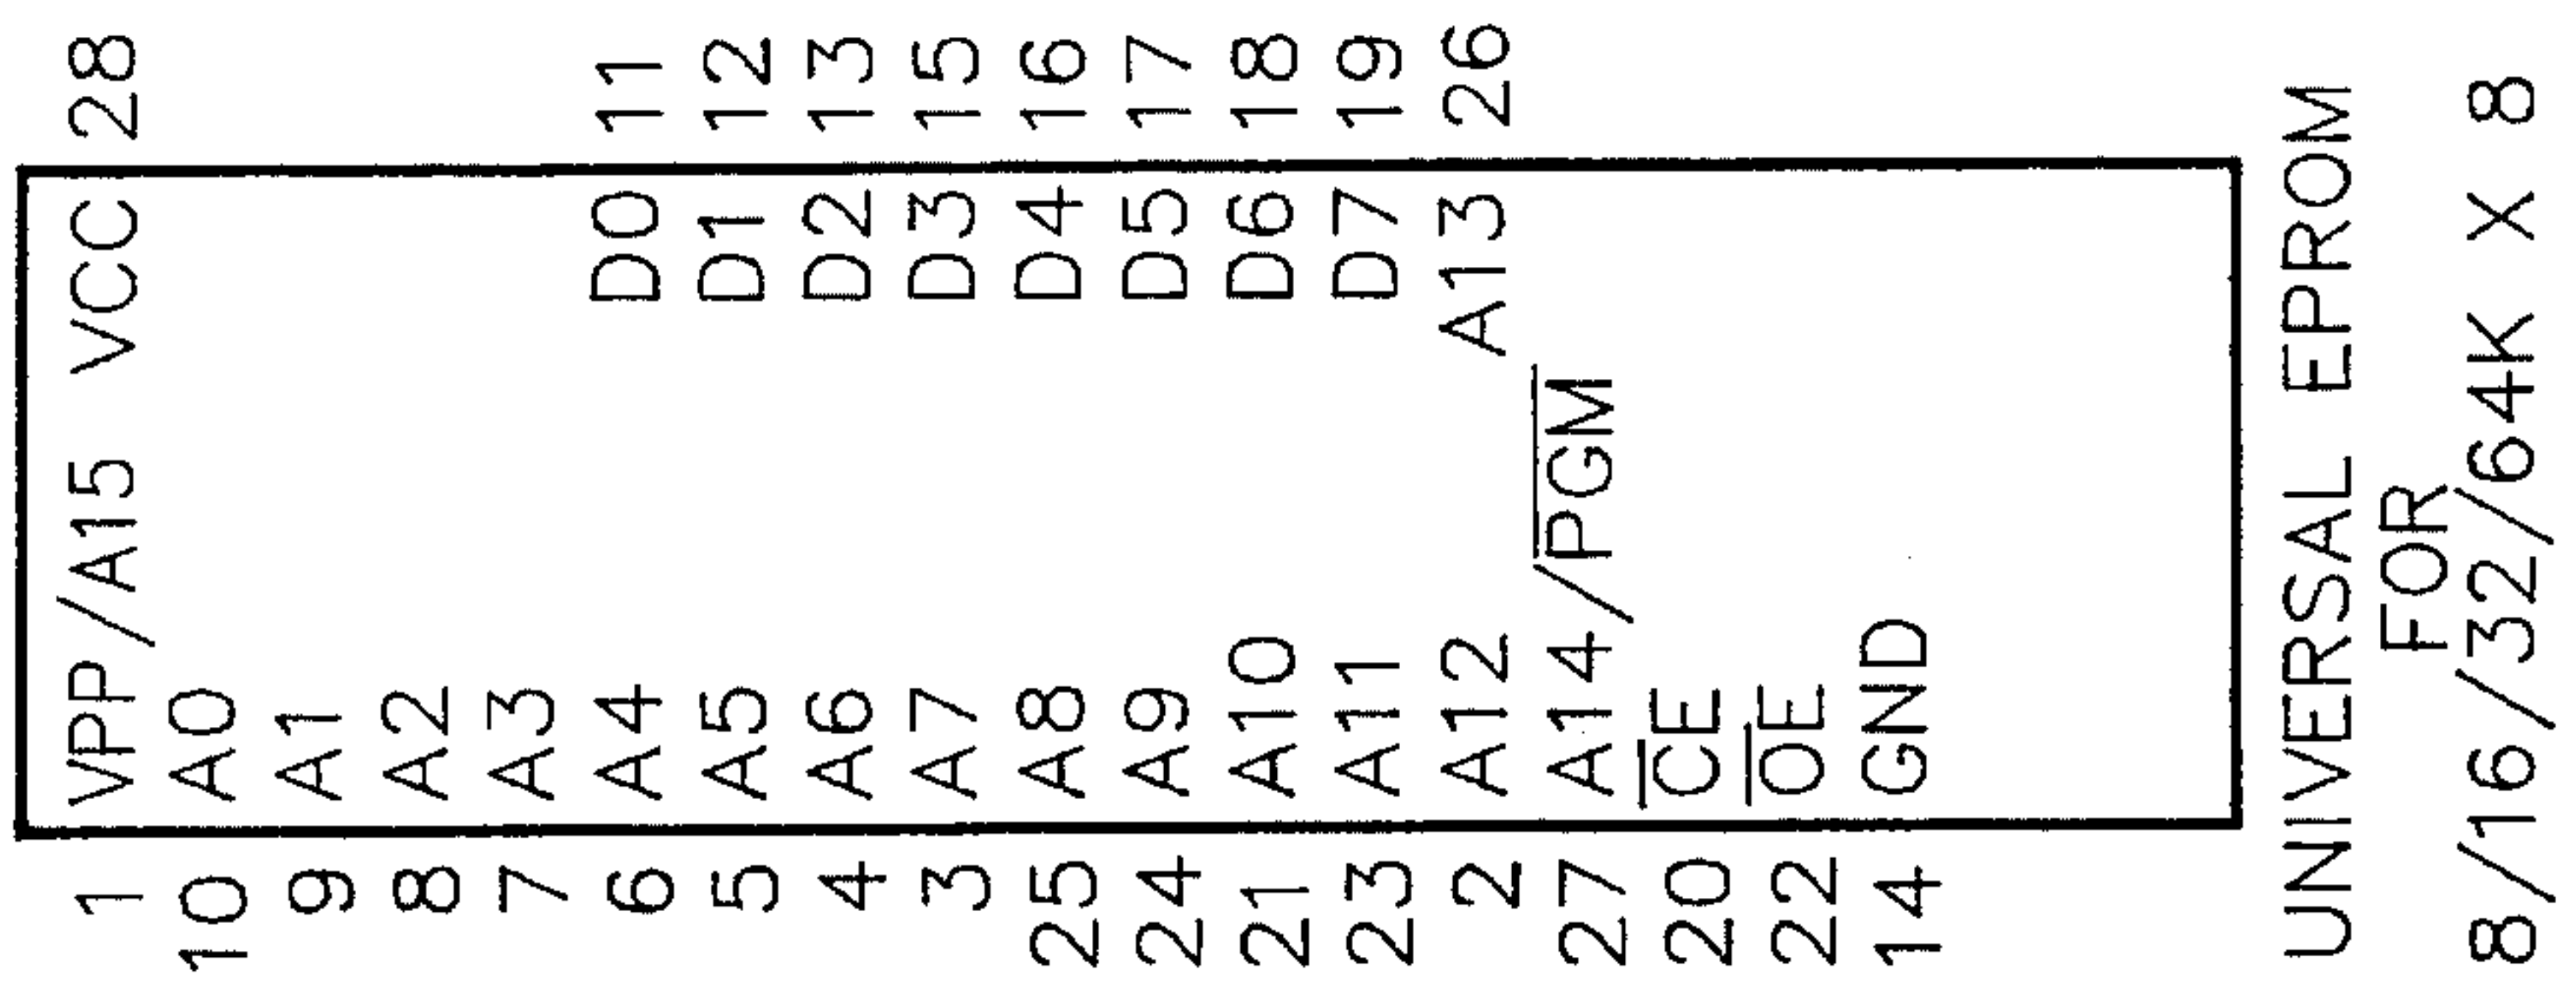 1 VPP/A15 VCC 28
10 A0
9 A1
8 A2
7 A3
6 A4 D0 11
5 A5 D1 12
4 A6 D2 13
3 A7 D3 15
25 A8 D4 16
24 A9 D5 17
21 A10 D6 18
23 A11 D7 19
2 A12 A13 26
27 A14/PGM
20 CE
22 OE
14 GND
UNIVERSAL EPROM
FOR
8/16/32/64K X 8